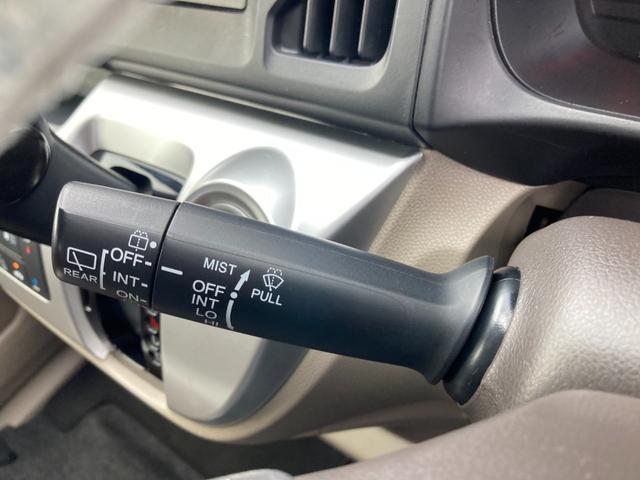 OFF
REAR
INT
ON
MIST
OFF
INT
LO
HI
PULL